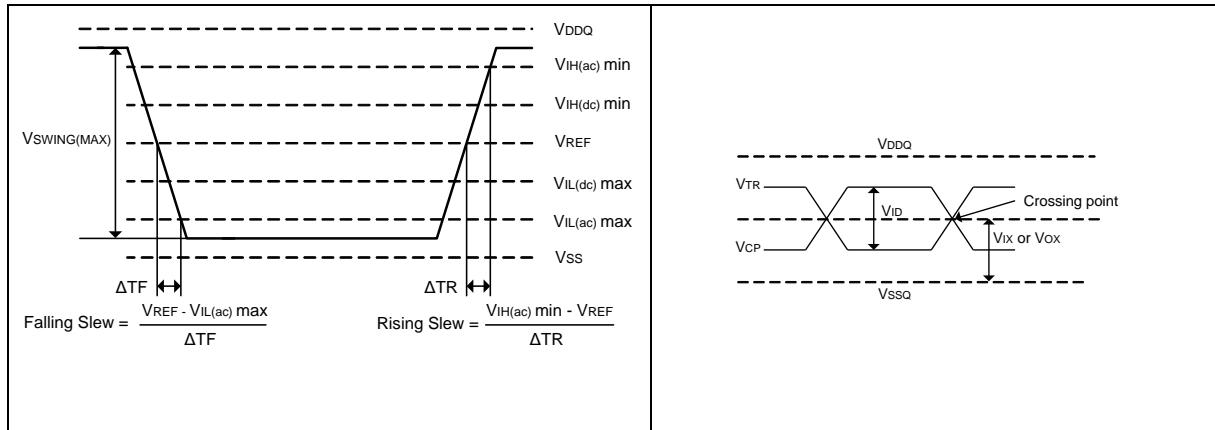 VDDQ
VIH(ac) min
VIH(dc) min
VSWING(MAX)
VREF
VIL(dc) max
VIL(ac) max
VSS
ΔTF
ΔTR
Falling Slew = VREF - VIL(ac) max
ΔTF
Rising Slew = VIH(ac) min - VREF
ΔTR
VDDQ
VTR
VID
Crossing point
VCP
VIX or VOX
VSSQ